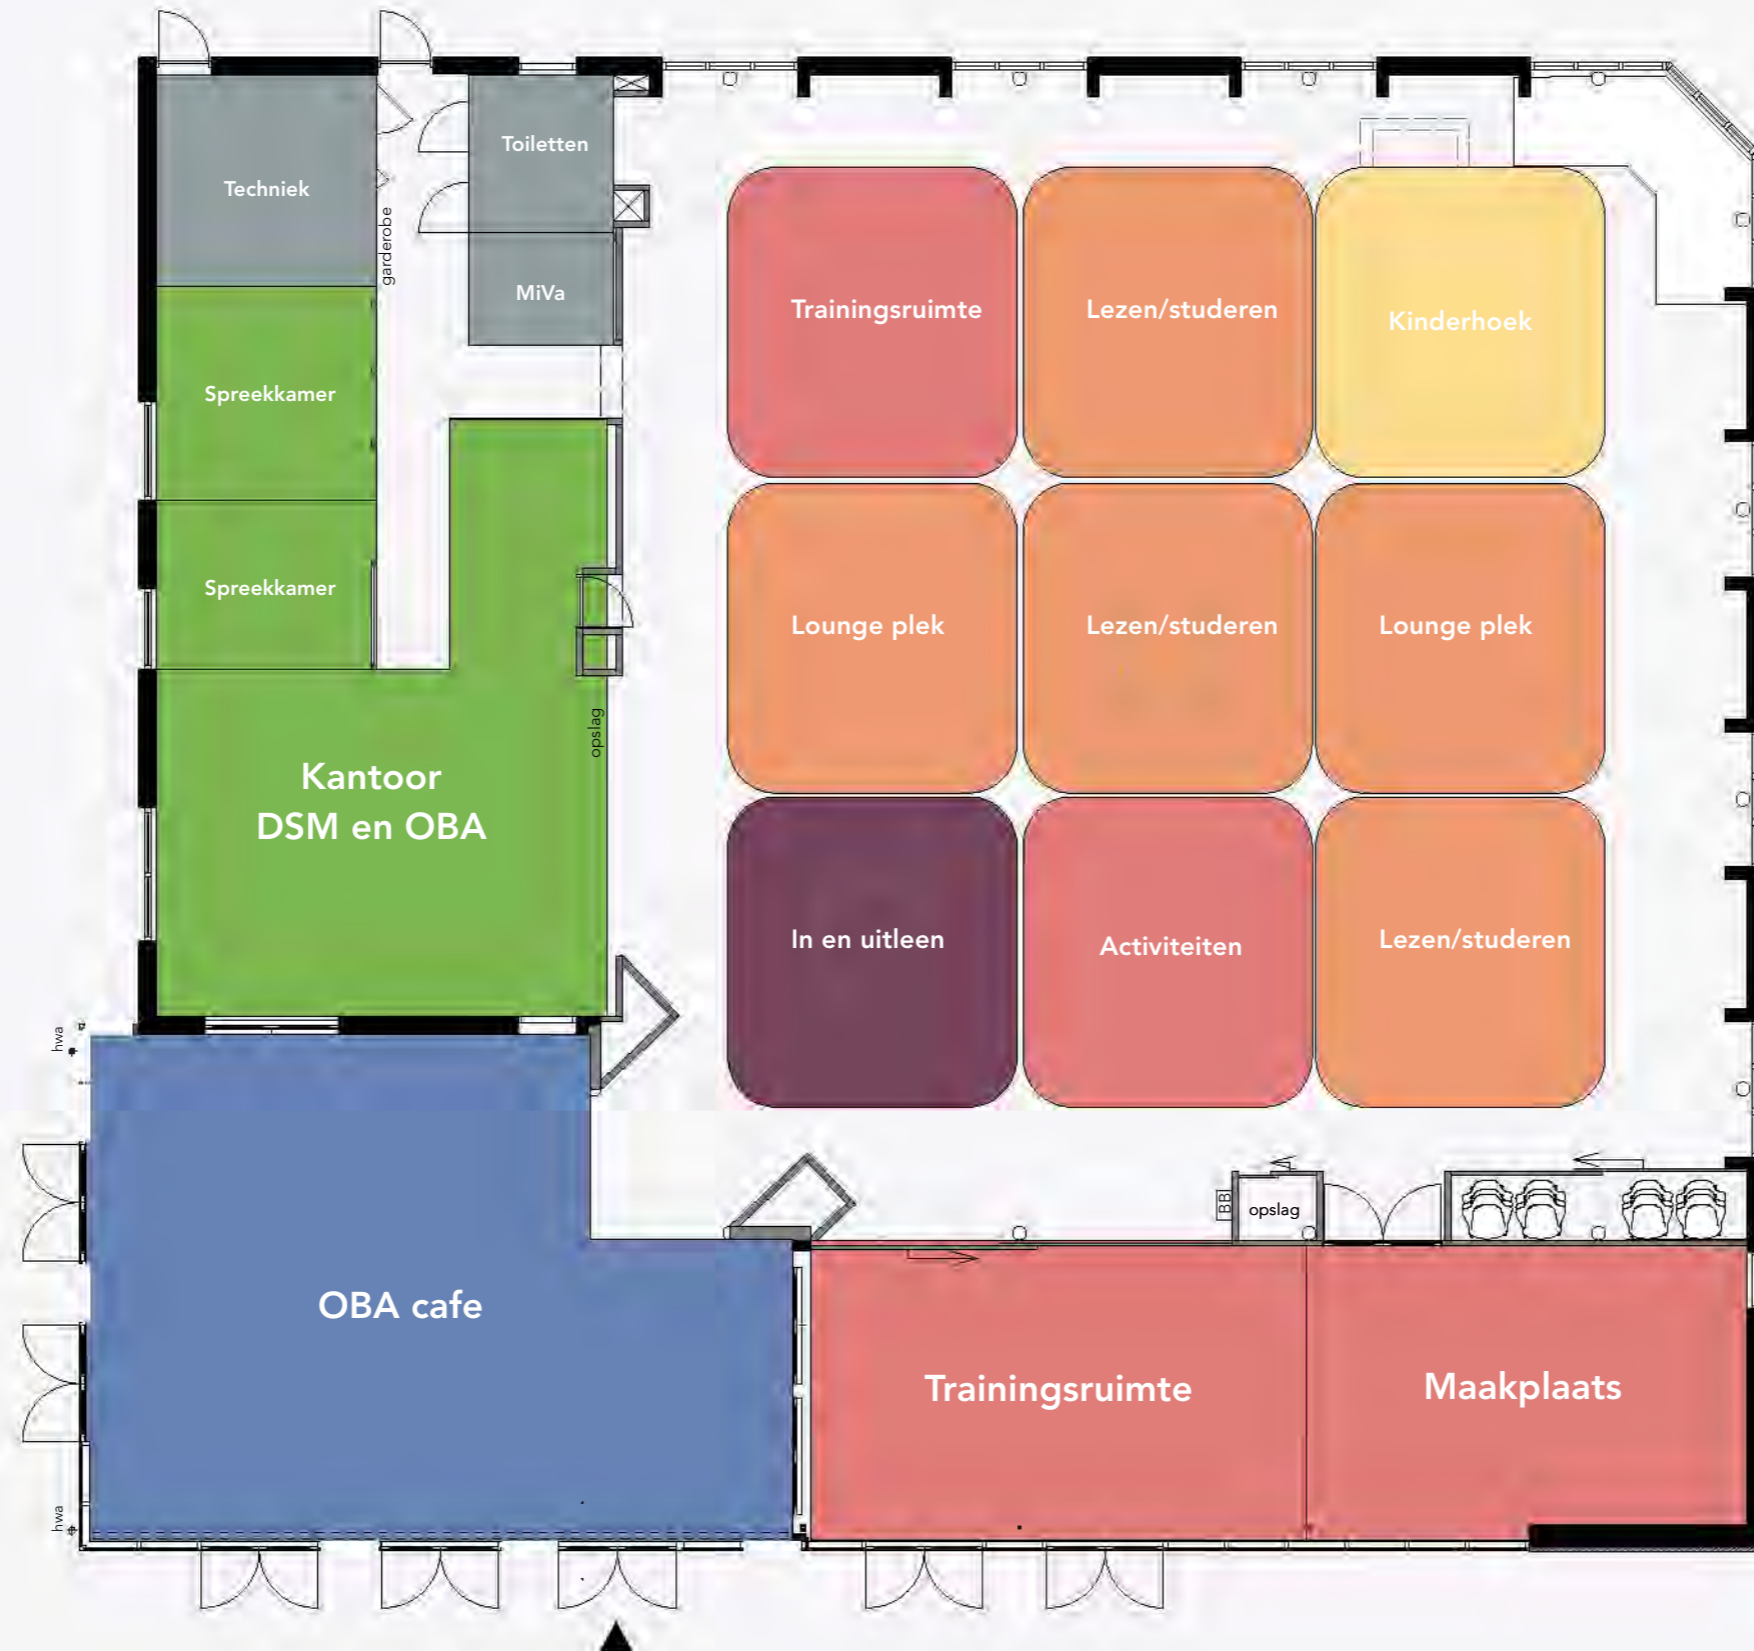 Techniek
garderobe
Toiletten
MiVa
Spreekkamer
Spreekkamer
Kantoor
DSM en OBA
opslag
Trainingsruimte
Lezen/studeren
Kinderhoek
Lounge plek
Lezen/studeren
Lounge plek
In en uitleen
Activiteiten
Lezen/studeren
hwa
OBA cafe
hwa
BB
opslag
Trainingsruimte
Maakplaats